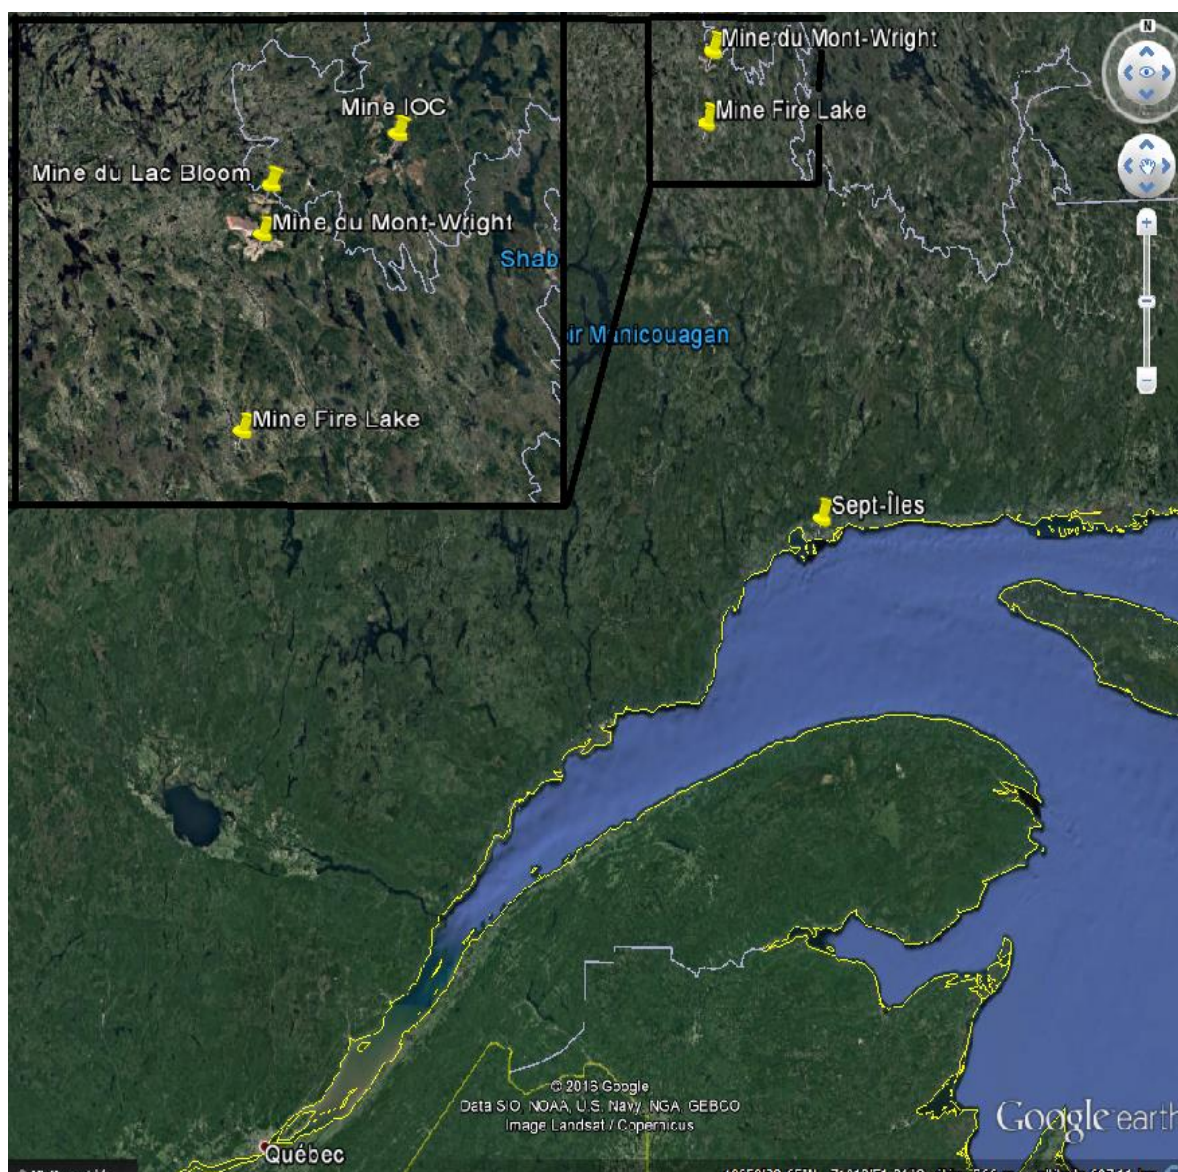 Mine IOC
Mine du Lac Bloom
Mine du Mont-Wright
Shab
Mine Fire Lake
N
Mine du Mont-Wright
Mine Fire Lake
ir Manicouagan
Sept-Îles
Québec
© 2016 Google
Data SIO, NOAA, U.S. Navy, NGA, GEBCO
Image Landsat / Copernicus
Google earth